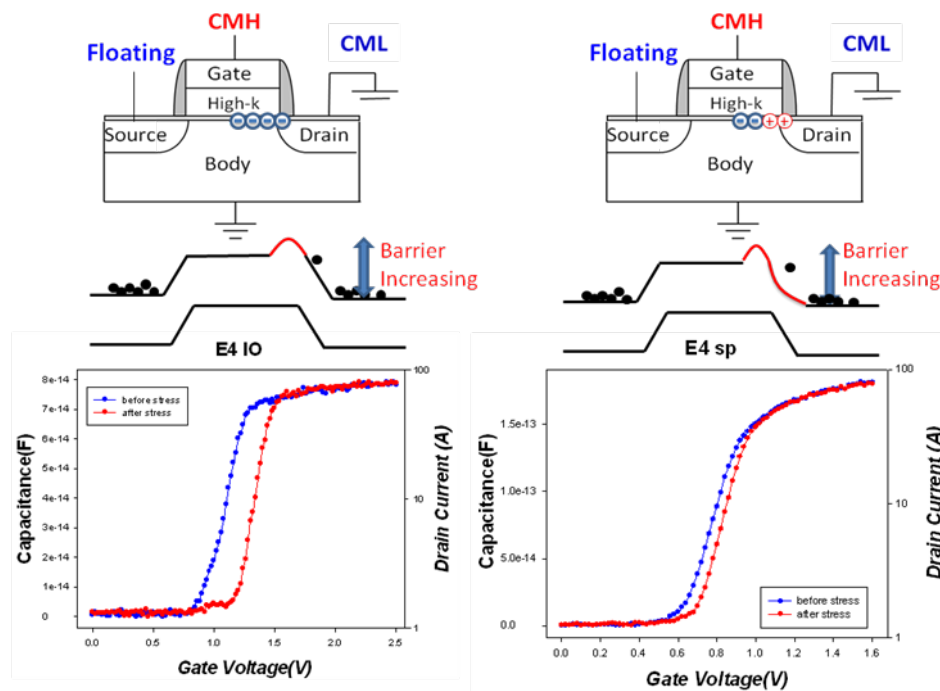 CMH
CML
Floating
Gate
High-k
Source
Drain
Body
Barrier
Increasing
E4 IO
8e-14
7e-14
6e-14
5e-14
4e-14
3e-14
2e-14
1e-14
0
Capacitance(F)
before stress
after stress
100
10
1
Drain Current (A)
0.0 0.5 1.0 1.5 2.0 2.5
Gate Voltage(V)
CMH
CML
Floating
Gate
High-k
Source
Drain
Body
Barrier
Increasing
E4 sp
1.5e-13
1.0e-13
5.0e-14
0.0
Capacitance(F)
before stress
after stress
100
10
1
Drain Current (A)
0.0 0.2 0.4 0.6 0.8 1.0 1.2 1.4 1.6
Gate Voltage(V)